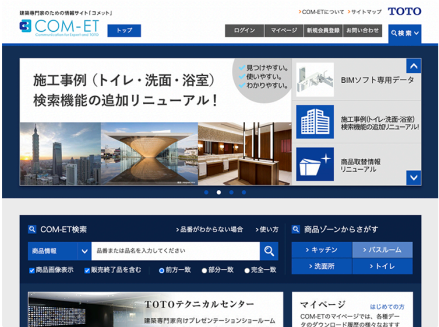 建築専門家のための情報サイト「コメット」
COM-ETについて
サイトマップ
TOTO
COM-ET
トップ
ログイン
マイページ
新規会員登録
お問い合わせ
検索
施工事例（トイレ・洗面・浴室）
検索機能の追加リニューアル！
見つけやすい。
使いやすい。
わかりやすい。
BIMソフト専用データ
施工事例(トイレ・洗面・浴室)
検索機能の追加リニューアル!
商品取替情報
リニューアル
COM-ET検索
品番がわからない場合
使い方
商品情報
品番または品名を入力してください
商品画像表示
販売終了品を含む
前方一致
部分一致
完全一致
商品ゾーンからさがす
キッチン
バスルーム
洗面所
トイレ
TOTOテクニカルセンター
建築専門家向けプレゼンテーションショールーム
マイページ
はじめての方
COM-ETのマイページでは、各種デー
タのダウンロード履歴の様々なおすす